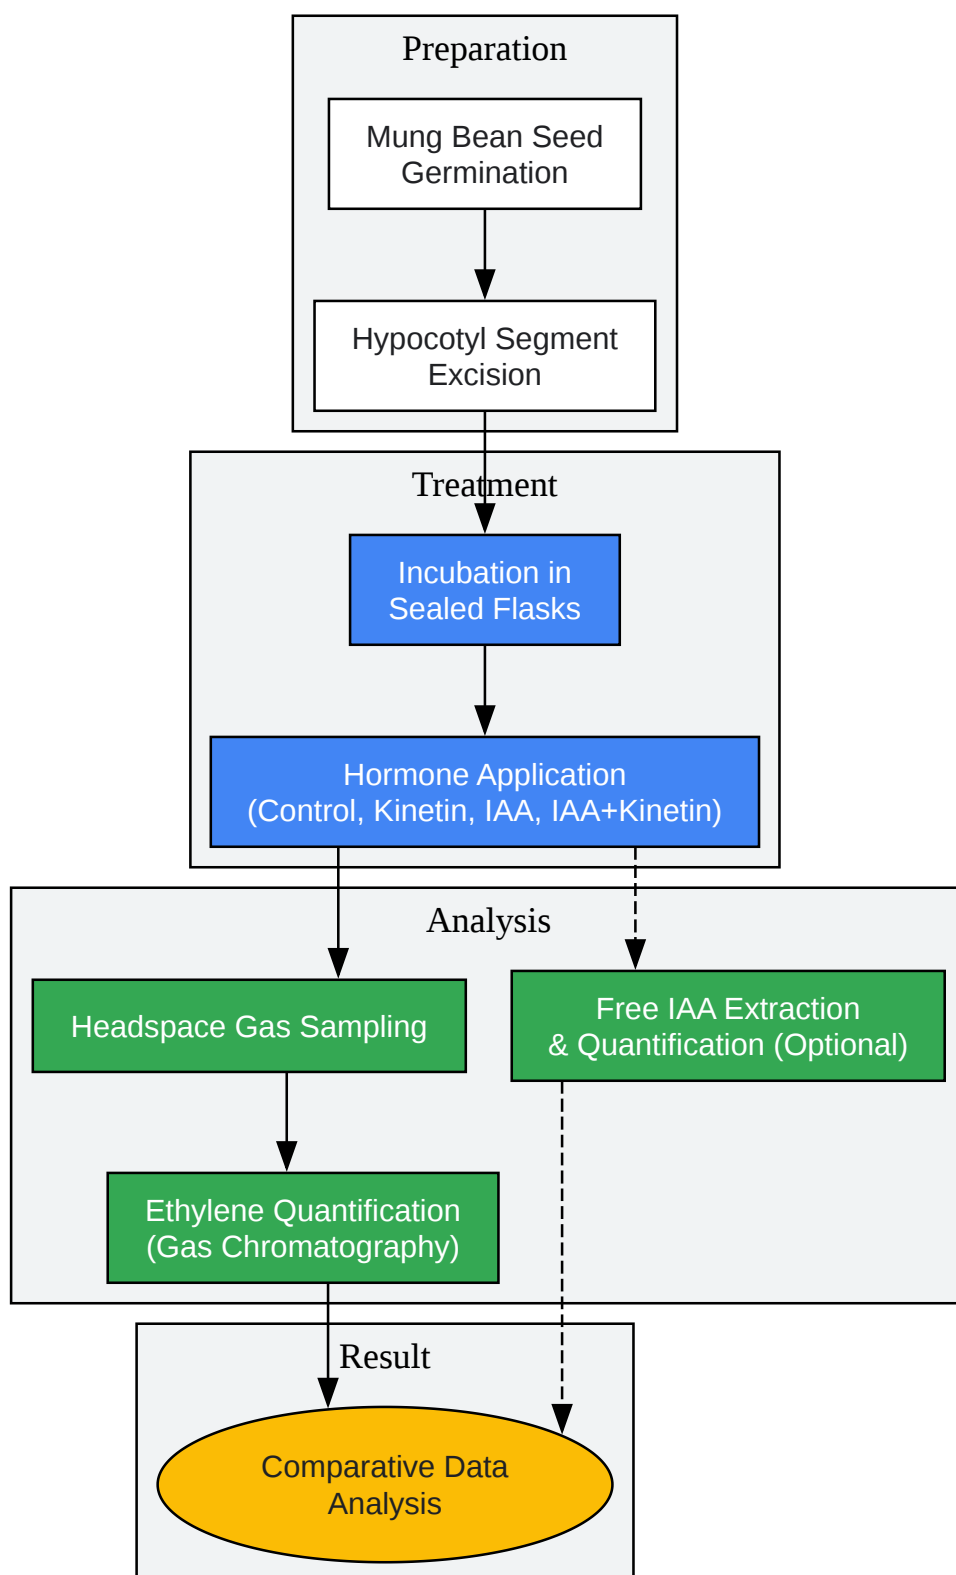 Preparation
Mung Bean Seed
Germination
Hypocotyl Segment
Excision
Treatment
Incubation in
Sealed Flasks
Hormone Application
(Control, Kinetin, IAA, IAA+Kinetin)
Analysis
Headspace Gas Sampling
Free IAA Extraction
& Quantification (Optional)
Ethylene Quantification
(Gas Chromatography)
Result
Comparative Data
Analysis